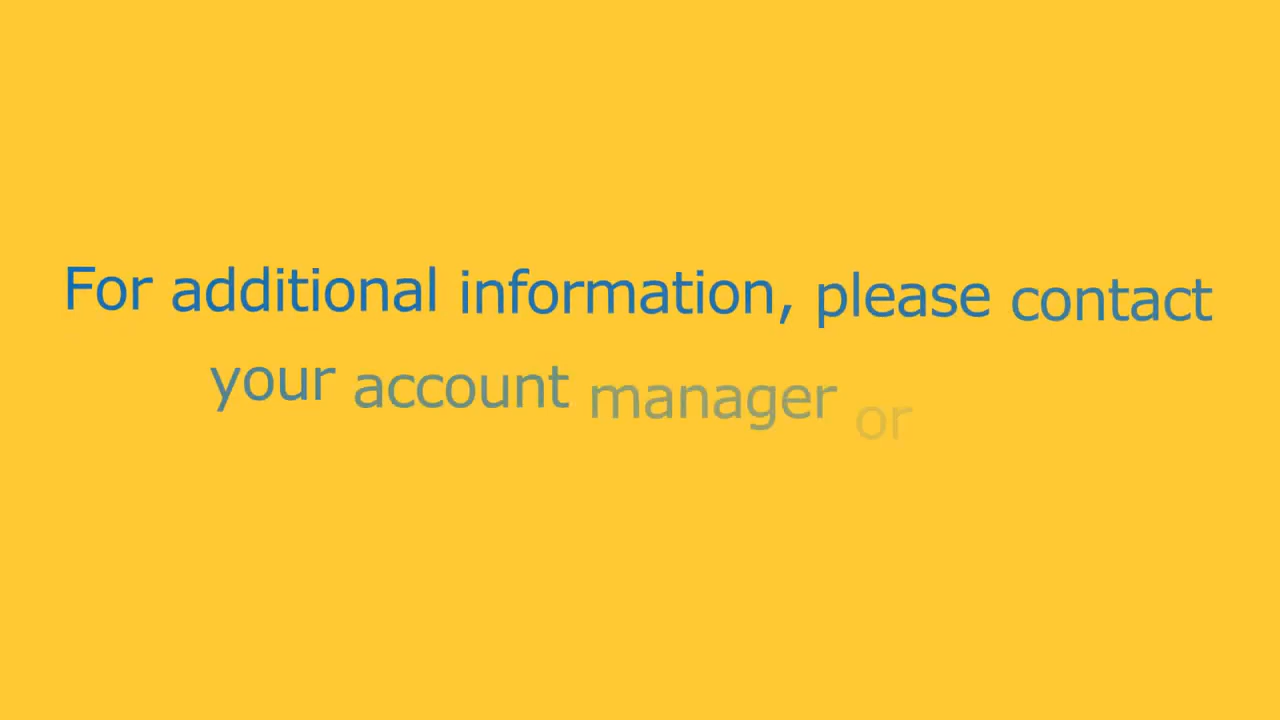 For additional information, please contact
your account manager or